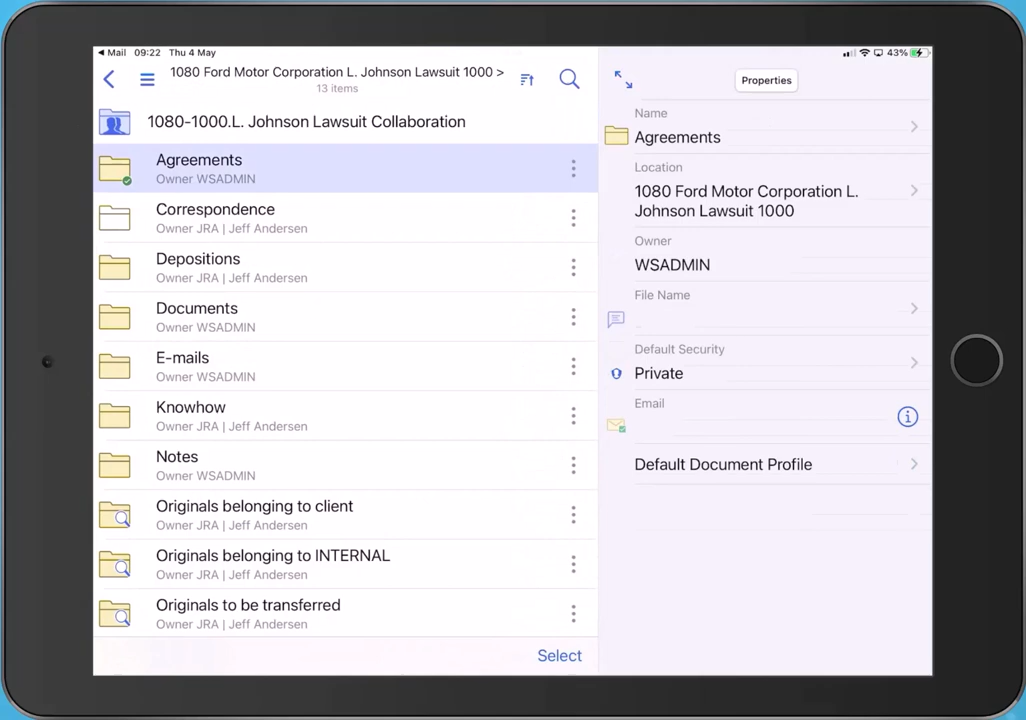 ◀ Mail 09:22 Thu 4 May
43%
1080 Ford Motor Corporation L. Johnson Lawsuit 1000 >
13 items
1080-1000.L. Johnson Lawsuit Collaboration
Agreements
Owner WSADMIN
Correspondence
Owner JRA | Jeff Andersen
Depositions
Owner JRA | Jeff Andersen
Documents
Owner WSADMIN
E-mails
Owner WSADMIN
Knowhow
Owner JRA | Jeff Andersen
Notes
Owner WSADMIN
Originals belonging to client
Owner JRA | Jeff Andersen
Originals belonging to INTERNAL
Owner JRA | Jeff Andersen
Originals to be transferred
Owner JRA | Jeff Andersen
Select
Properties
Name
Agreements
Location
1080 Ford Motor Corporation L.
Johnson Lawsuit 1000
Owner
WSADMIN
File Name
Default Security
Private
Email
Default Document Profile